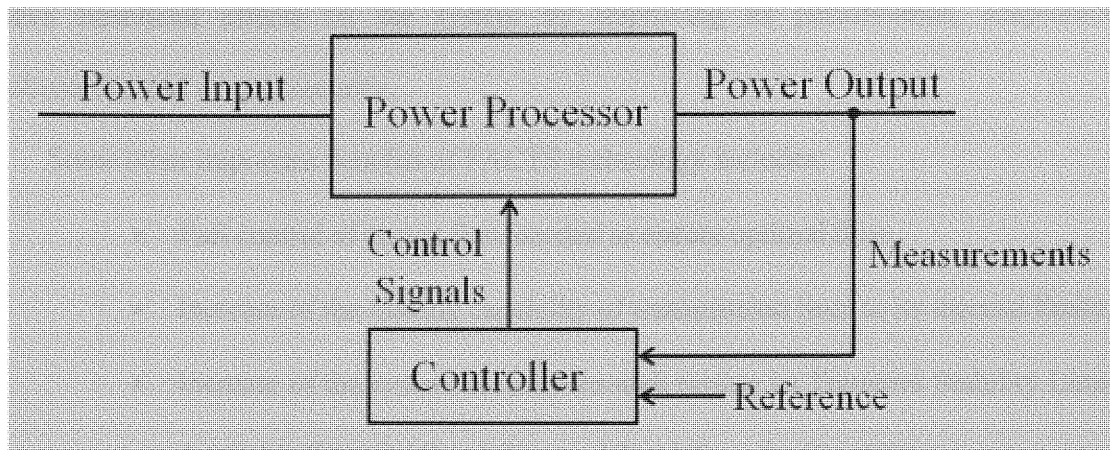 Power Input
Power Processor
Power Output
Control
Signals
Measurements
Controller
Reference